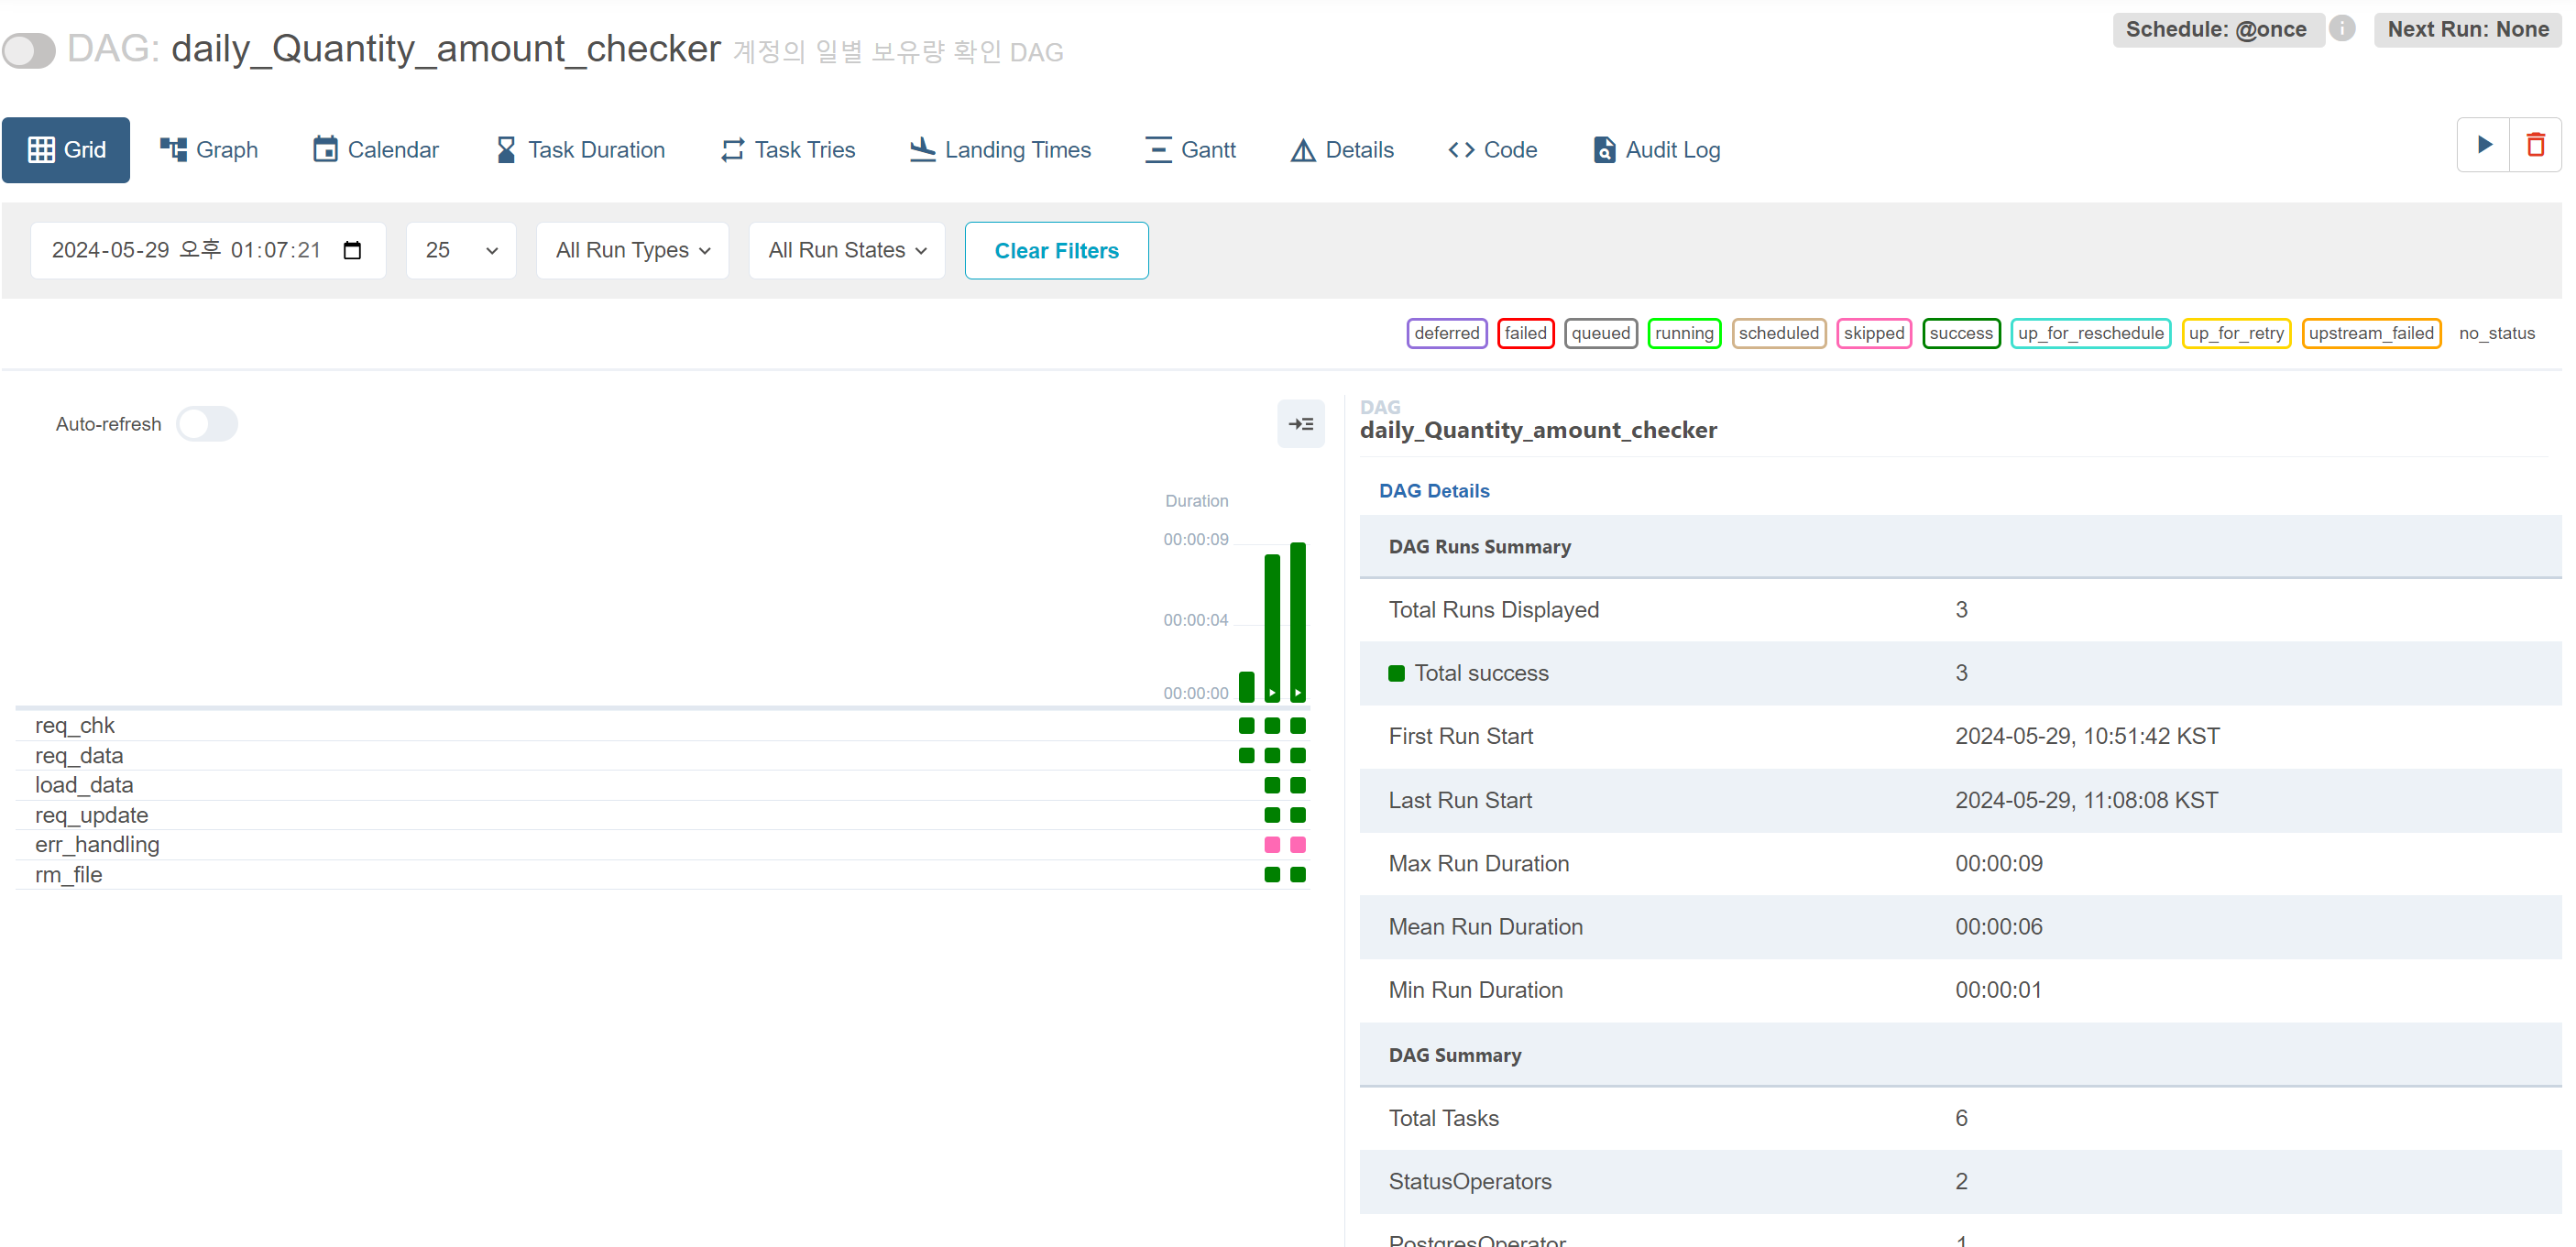 DAG: daily_Quantity_amount_checker 계정의 일별 보유량 확인 DAG
Schedule: @once
Next Run: None
Grid
Graph
Calendar
Task Duration
Task Tries
Landing Times
Gantt
Details
Code
Audit Log
2024-05-29 오후 01:07:21
25
All Run Types
All Run States
Clear Filters
deferred
failed
queued
running
scheduled
skipped
success
up_for_reschedule
up_for_retry
upstream_failed
no_status
Auto-refresh
Duration
00:00:09
00:00:04
00:00:00
req_chk
req_data
load_data
req_update
err_handling
rm_file
DAG
daily_Quantity_amount_checker
DAG Details
DAG Runs Summary
Total Runs Displayed 3
Total success 3
First Run Start 2024-05-29, 10:51:42 KST
Last Run Start 2024-05-29, 11:08:08 KST
Max Run Duration 00:00:09
Mean Run Duration 00:00:06
Min Run Duration 00:00:01
DAG Summary
Total Tasks 6
StatusOperators 2
PostgresOperator 1